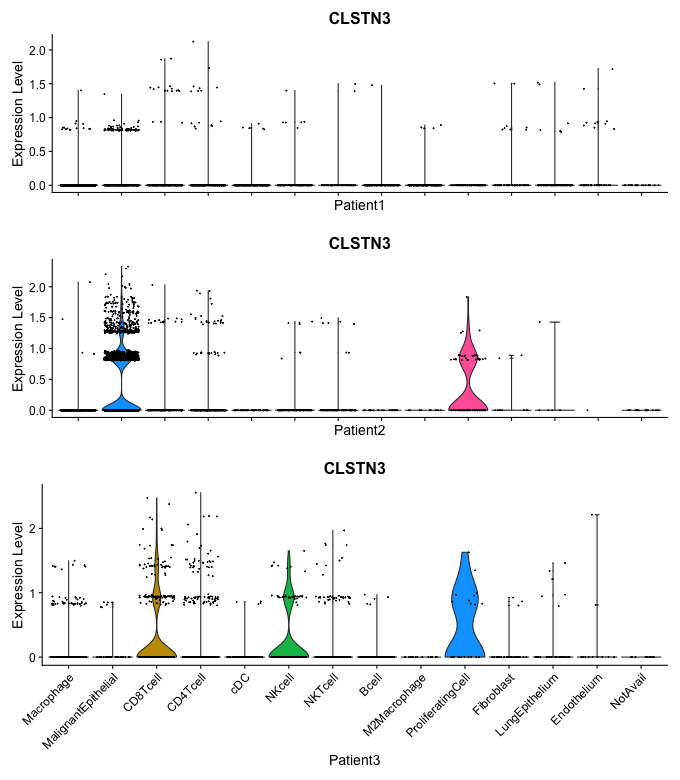 CLSTN3
Expression Level
2.0
1.5
1.0
0.5
0.0
Patient1
CLSTN3
Expression Level
2.0
1.5
1.0
0.5
0.0
Patient2
CLSTN3
Expression Level
2
1
0
Macrophage
MalignantEpithelial
CD8Tcell
CD4Tcell
cDC
NKcell
NKTcell
Bcell
M2Macrophage
ProliferatingCell
Fibroblast
LungEpithelium
Endothelium
NotAvail
Patient3